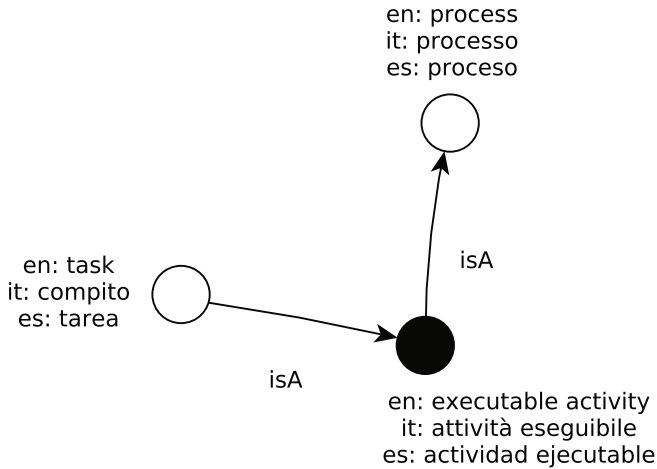 en: process
it: processo
es: proceso
isA
en: task
it: compito
es: tarea
isA
en: executable activity
it: attività eseguibile
es: actividad ejecutable